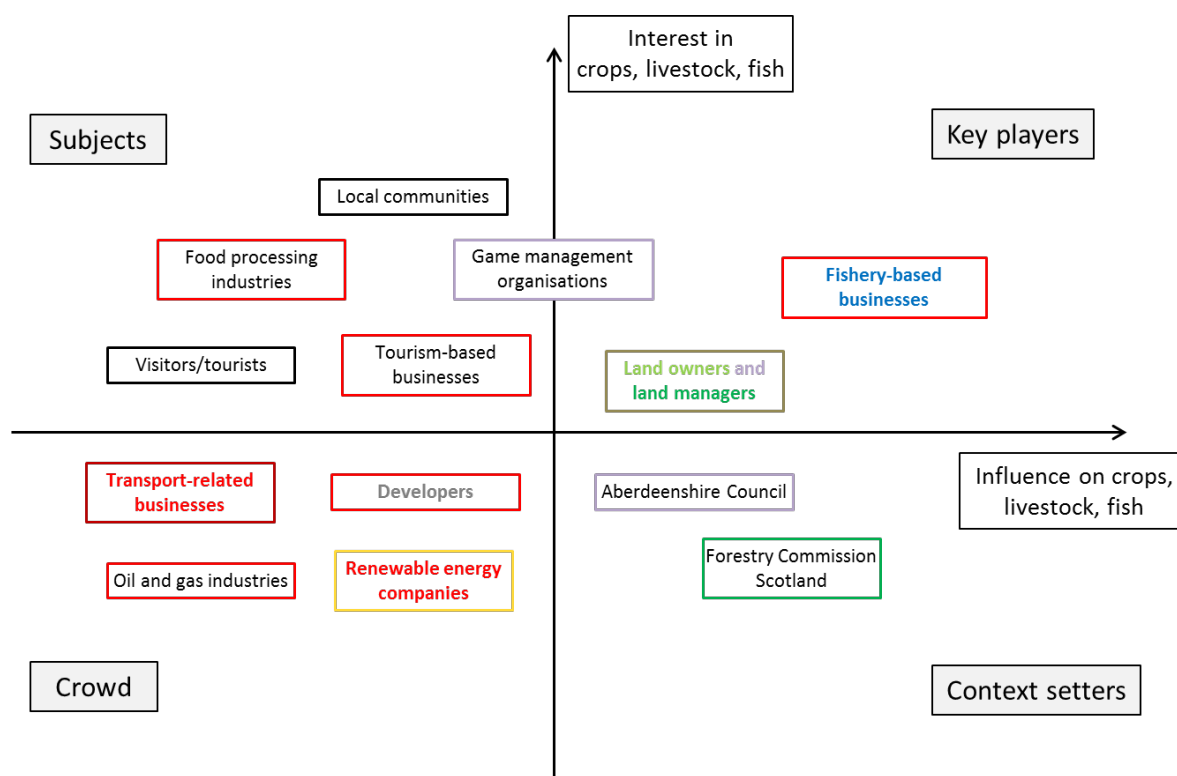 Interest in
crops, livestock, fish
Subjects
Key players
Local communities
Food processing
industries
Game management
organisations
Fishery-based
businesses
Visitors/tourists
Tourism-based
businesses
Land owners and
land managers
Transport-related
businesses
Developers
Aberdeenshire Council
Influence on crops,
livestock, fish
Oil and gas industries
Renewable energy
companies
Forestry Commission
Scotland
Crowd
Context setters